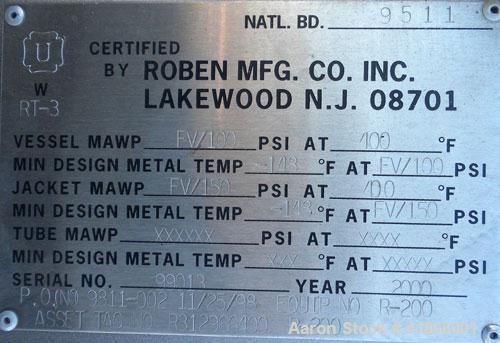 NATL. BD. 9511
U
CERTIFIED
BY ROBEN MFG. CO. INC.
W
RT-3
LAKEWOOD N.J. 08701
VESSEL MAWP FV/100 PSI AT 400 °F
MIN DESIGN METAL TEMP -148 °F AT FV/100 PSI
JACKET MAWP FV/150 PSI AT 400 °F
MIN DESIGN METAL TEMP -148 °F AT FV/150 PSI
TUBE MAWP XXXXXX PSI AT XXXX °F
MIN DESIGN METAL TEMP XXX °F AT XXXXX PSI
SERIAL NO. 99013 YEAR 2000
P.O.(NO 9811-002 11/25/98 EQUIP NO R-200
ASSET TAG NO
Aaron Stock #